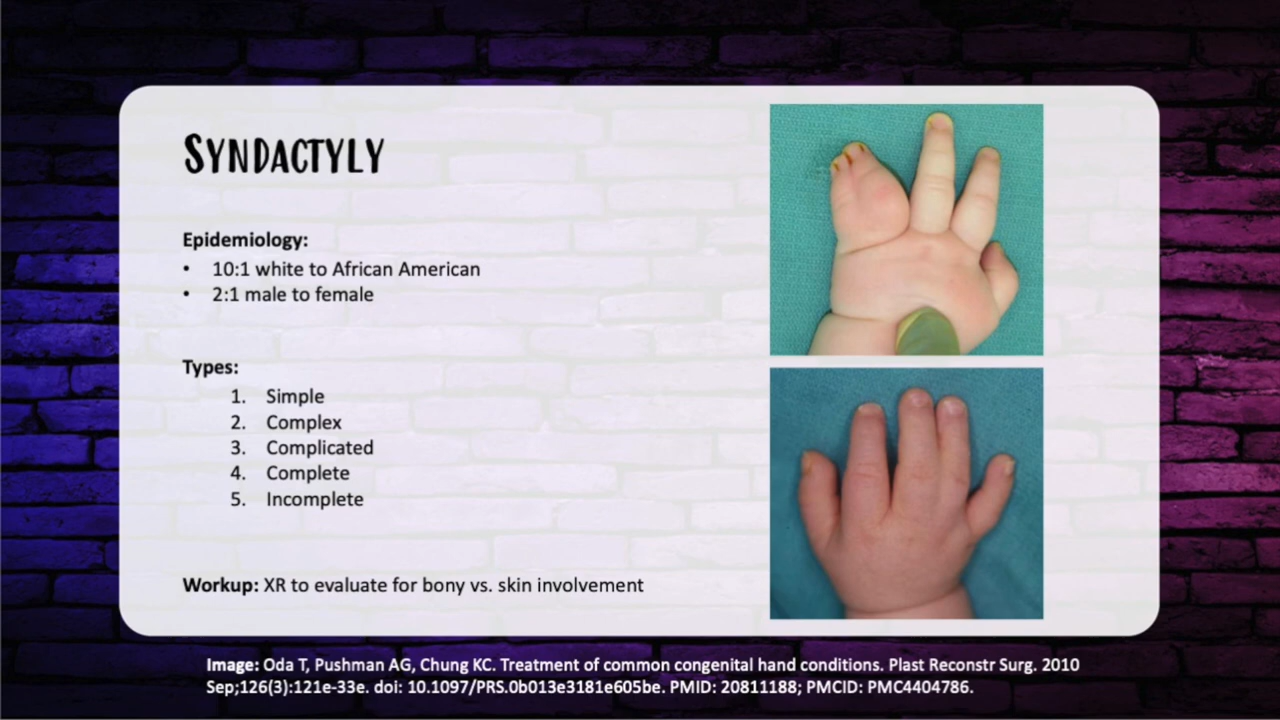 SYNDACTYLY
Epidemiology:
• 10:1 white to African American
• 2:1 male to female
Types:
1. Simple
2. Complex
3. Complicated
4. Complete
5. Incomplete
Workup: XR to evaluate for bony vs. skin involvement
Image: Oda T, Pushman AG, Chung KC. Treatment of common congenital hand conditions. Plast Reconstr Surg. 2010
Sep;126(3):121e-33e. doi: 10.1097/PRS.0b013e3181e605be. PMID: 20811188; PMCID: PMC4404786.